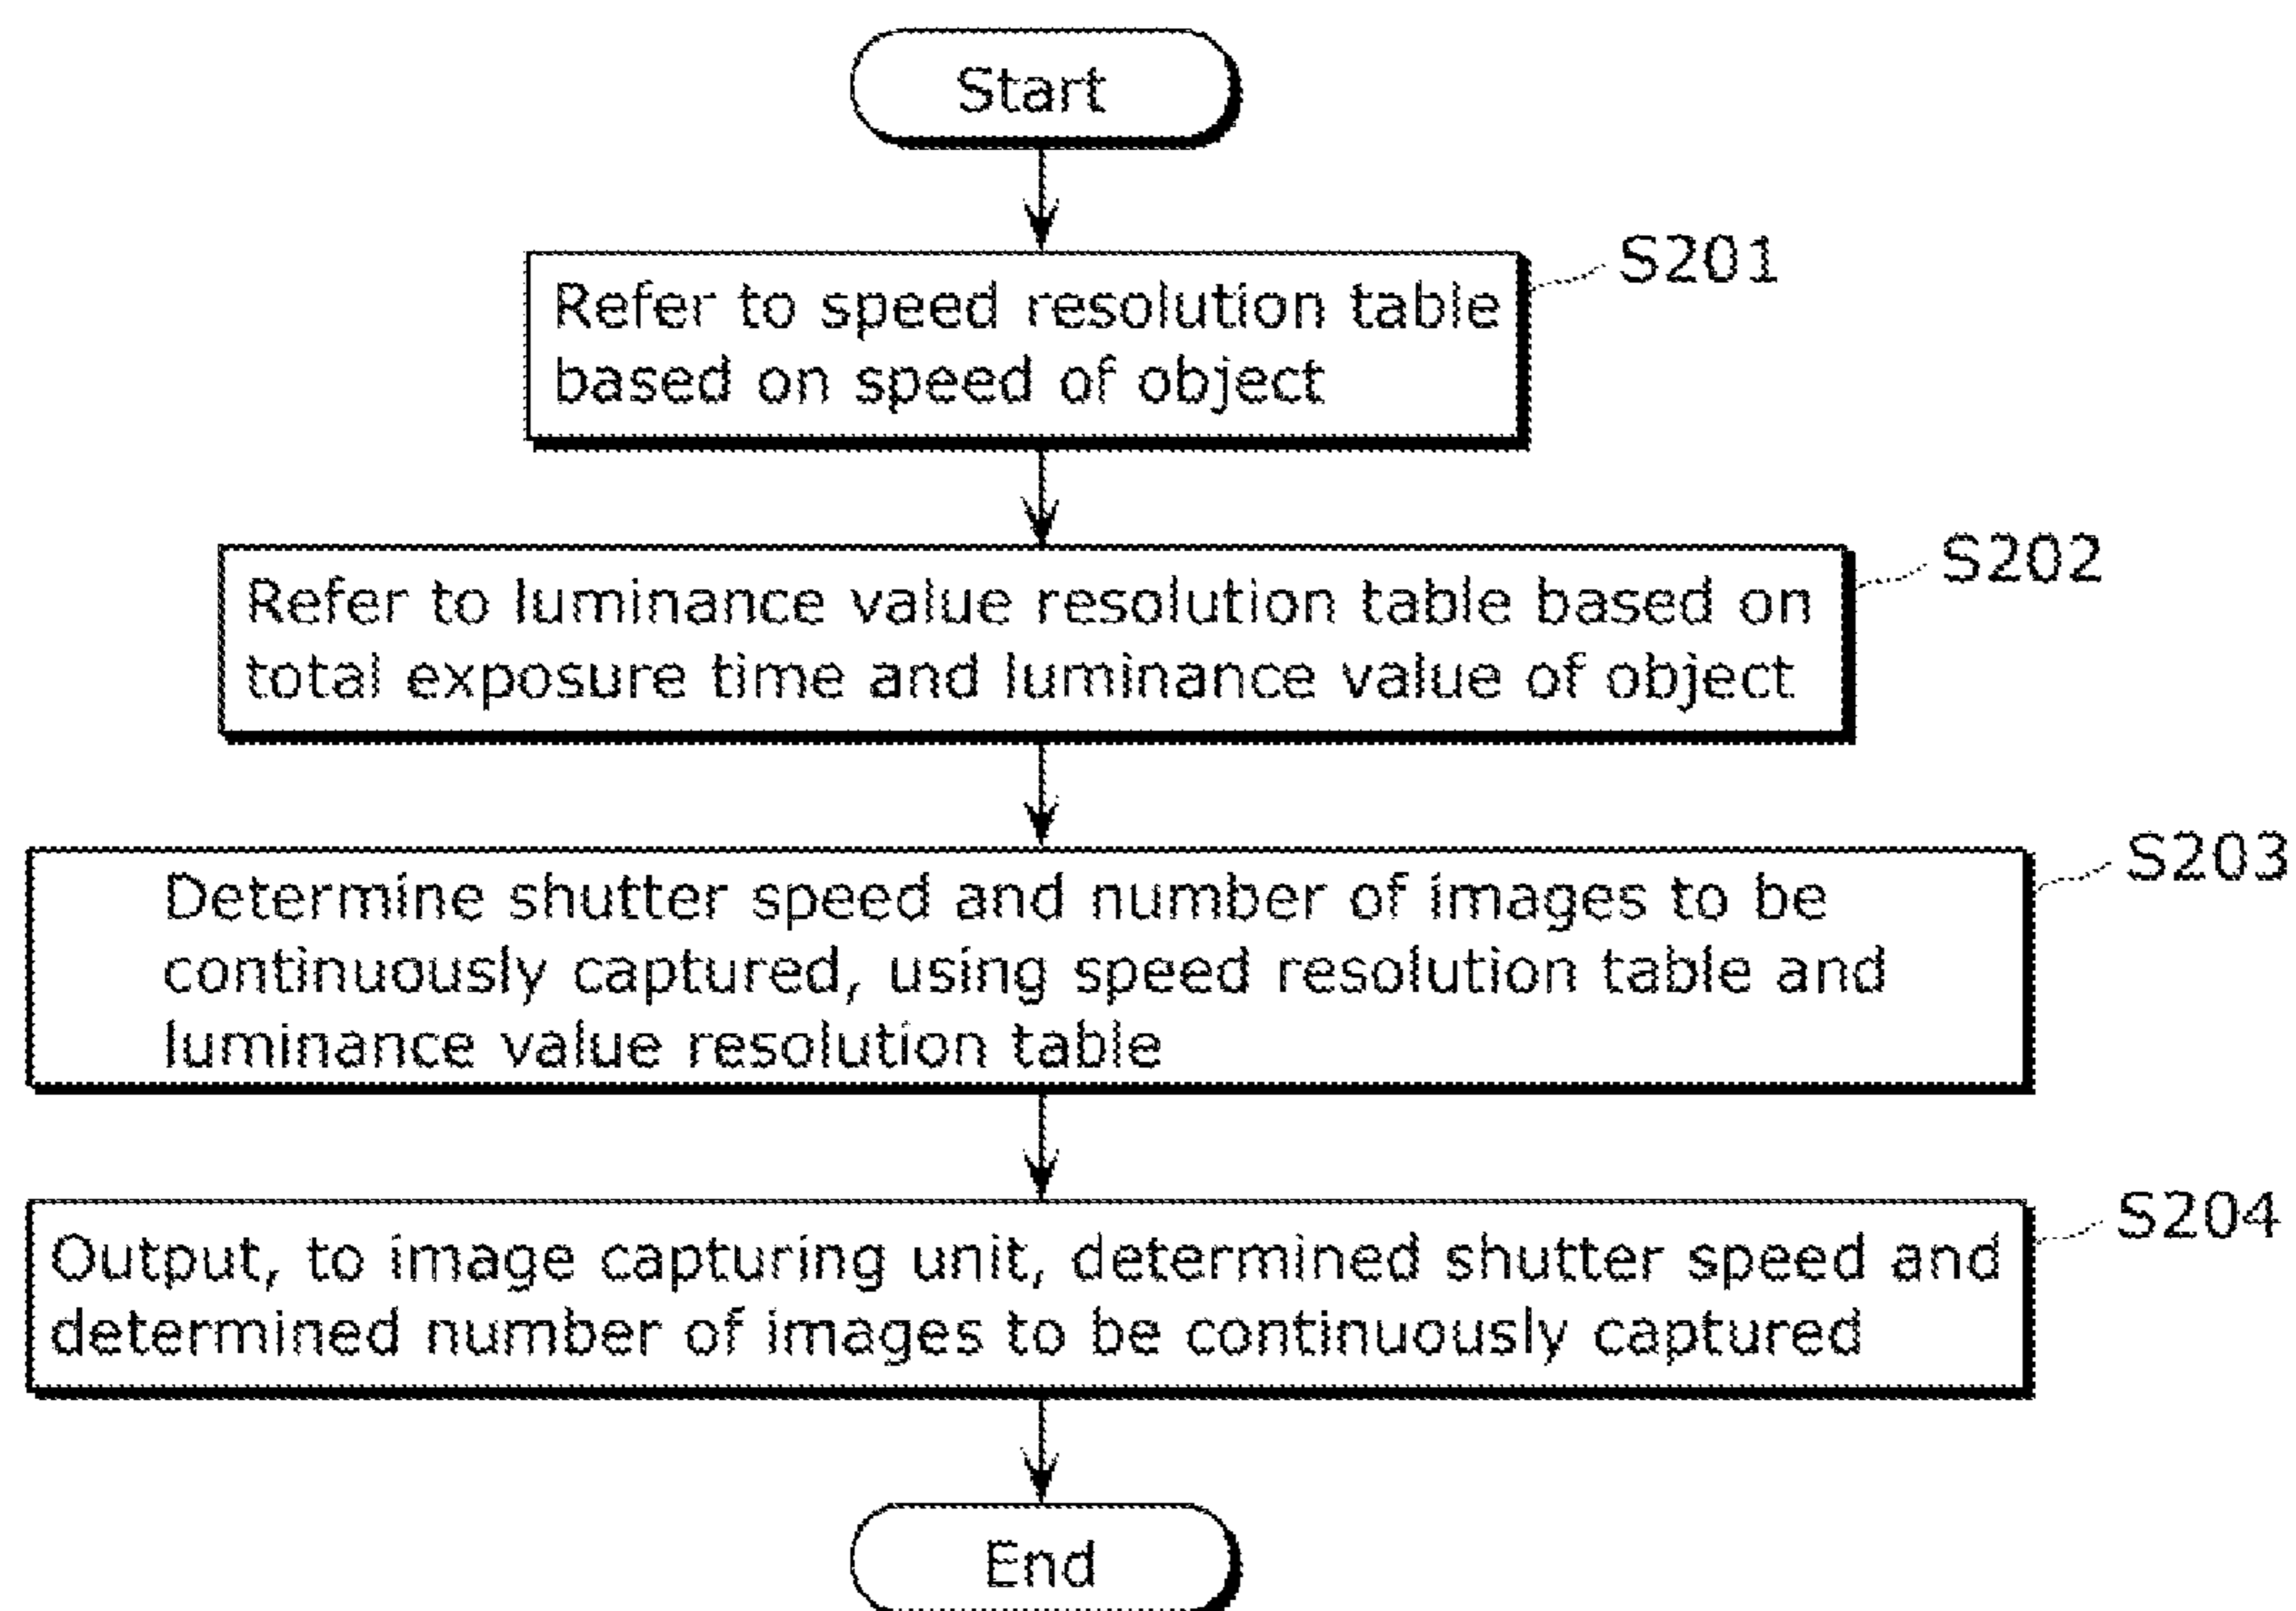 Start
S201
Refer to speed resolution table
based on speed of object
S202
Refer to luminance value resolution table based on
total exposure time and luminance value of object
S203
Determine shutter speed and number of images to be
continuously captured, using speed resolution table and
luminance value resolution table
S204
Output, to image capturing unit, determined shutter speed and
determined number of images to be continuously captured
End